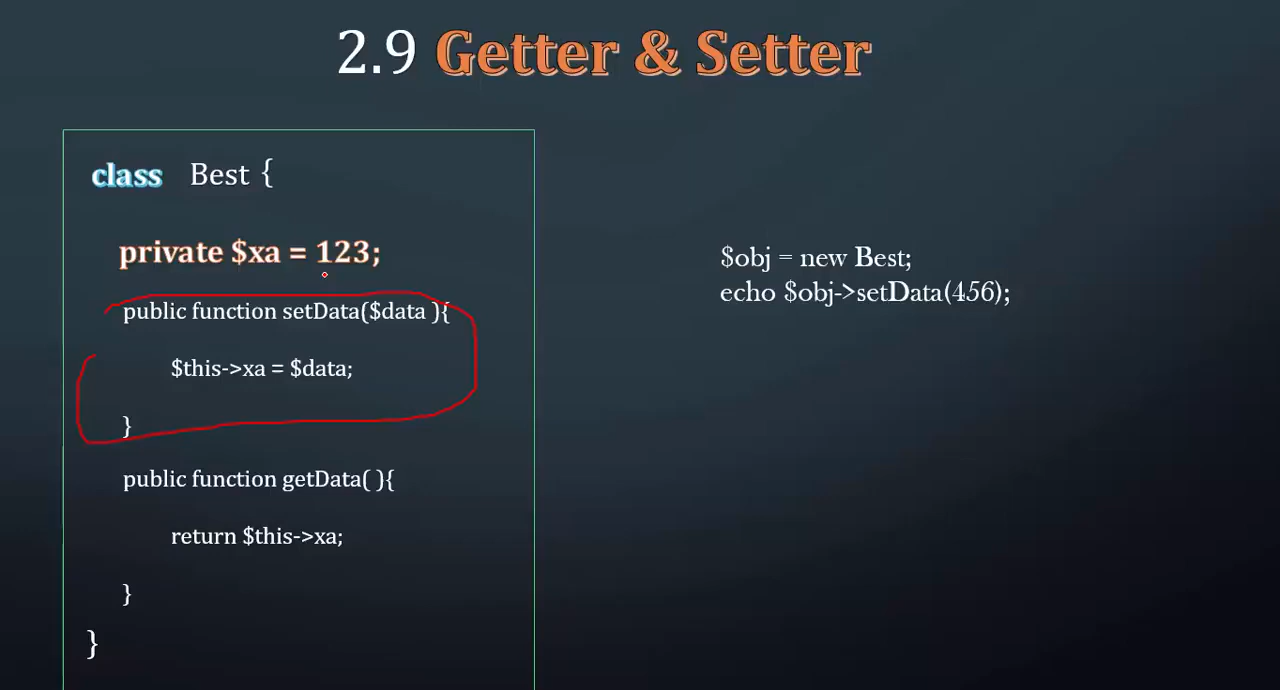 2.9 Getter & Setter
class Best {
private $xa = 123;
public function setData($data ){
$this->xa = $data;
}
public function getData( ){
return $this->xa;
}
}
$obj = new Best;
echo $obj->setData(456);